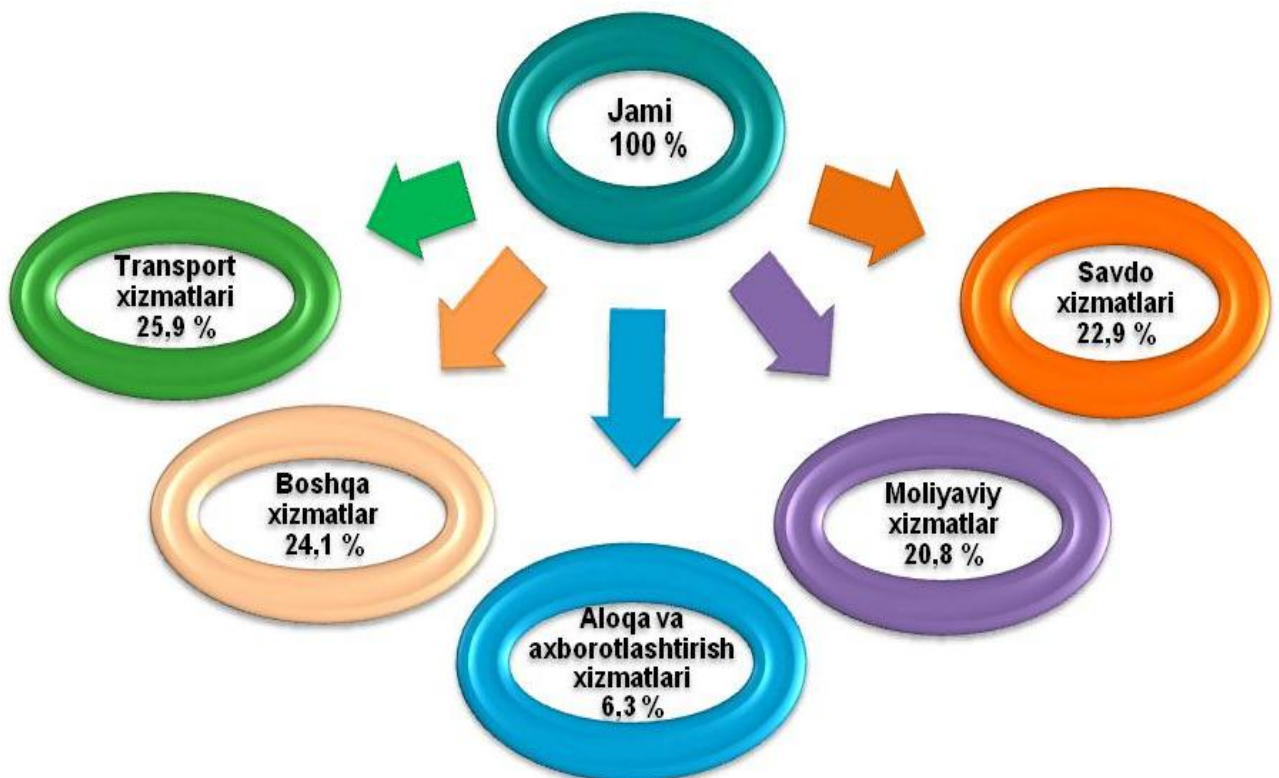 Jami
100 %
Transport
xizmatlari
25,9 %
Savdo
xizmatlari
22,9 %
Boshqa
xizmatlar
24,1 %
Moliyaviy
xizmatlar
20,8 %
Aloqa va
axborotlashtirish
xizmatlari
6,3 %